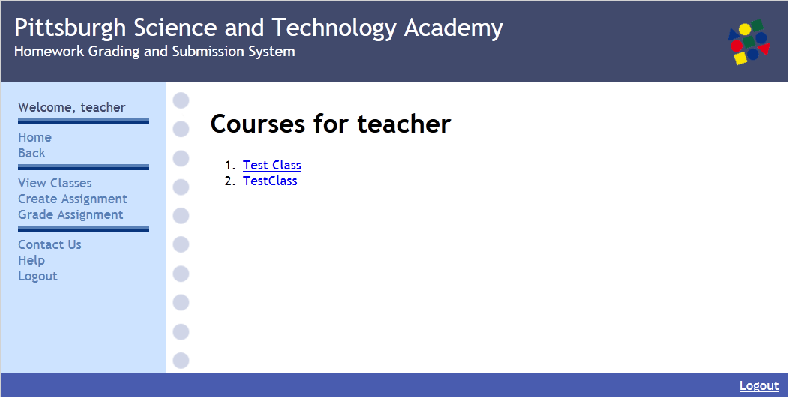 Pittsburgh Science and Technology Academy
Homework Grading and Submission System
Welcome, teacher
Home
Back
View Classes
Create Assignment
Grade Assignment
Contact Us
Help
Logout
Courses for teacher
1. Test Class
2. TestClass
Logout